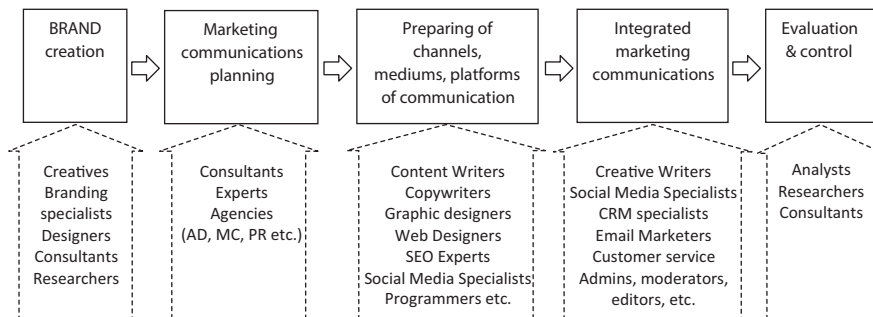 BRAND
creation
Marketing
communications
planning
Preparing of
channels,
mediums, platforms
of communication
Integrated
marketing
communications
Evaluation
& control
Creatives
Branding
specialists
Designers
Consultants
Researchers
Consultants
Experts
Agencies
(AD, MC, PR etc.)
Content Writers
Copywriters
Graphic designers
Web Designers
SEO Experts
Social Media Specialists
Programmers etc.
Creative Writers
Social Media Specialists
CRM specialists
Email Marketers
Customer service
Admins, moderators,
editors, etc.
Analysts
Researchers
Consultants